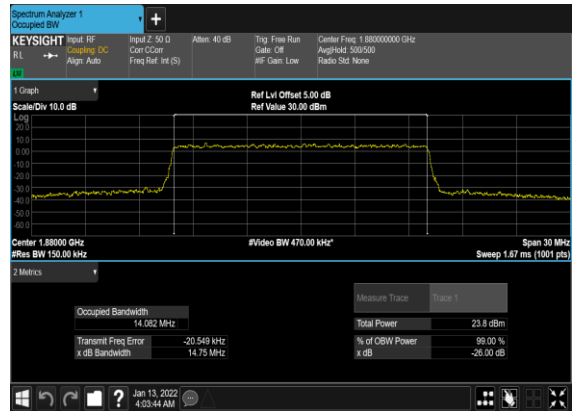 Spectrum Analyzer 1
Occupied BW
+
KEYSIGHT
Input: RF
Input Z: 50 Ω
Atten: 40 dB
Trig: Free Run
Center Freq: 1.880000000 GHz
RL
Coupling: DC
Corr CCorr
Gate: Off
Avg|Hold: 500/500
Align: Auto
Freq Ref: Int (S)
#IF Gain: Low
Radio Std: None
1 Graph
Ref Lvl Offset 5.00 dB
Scale/Div 10.0 dB
Ref Value 30.00 dBm
Log
20.0
10.0
0.00
-10.0
-20.0
-30.0
-40.0
-50.0
-60.0
Center 1.88000 GHz
#Video BW 470.00 kHz*
Span 30 MHz
#Res BW 150.00 kHz
Sweep 1.67 ms (1001 pts)
2 Metrics
Measure Trace
Trace 1
Occupied Bandwidth
14.082 MHz
Total Power
23.8 dBm
Transmit Freq Error
-20.549 kHz
% of OBW Power
99.00 %
x dB Bandwidth
14.75 MHz
x dB
-26.00 dB
?
Jan 13, 2022
4:03:44 AM